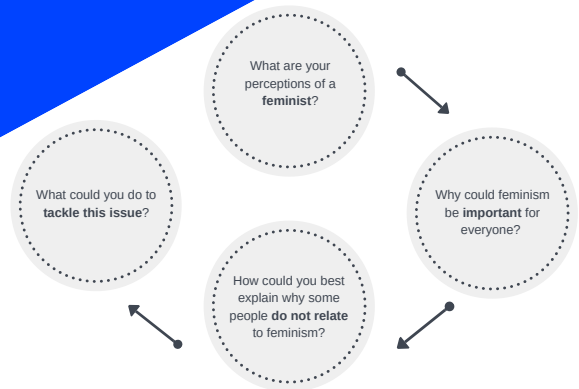 What are your
perceptions of a
feminist?
Why could feminism
be important for
everyone?
How could you best
explain why some
people do not relate
to feminism?
What could you do to
tackle this issue?